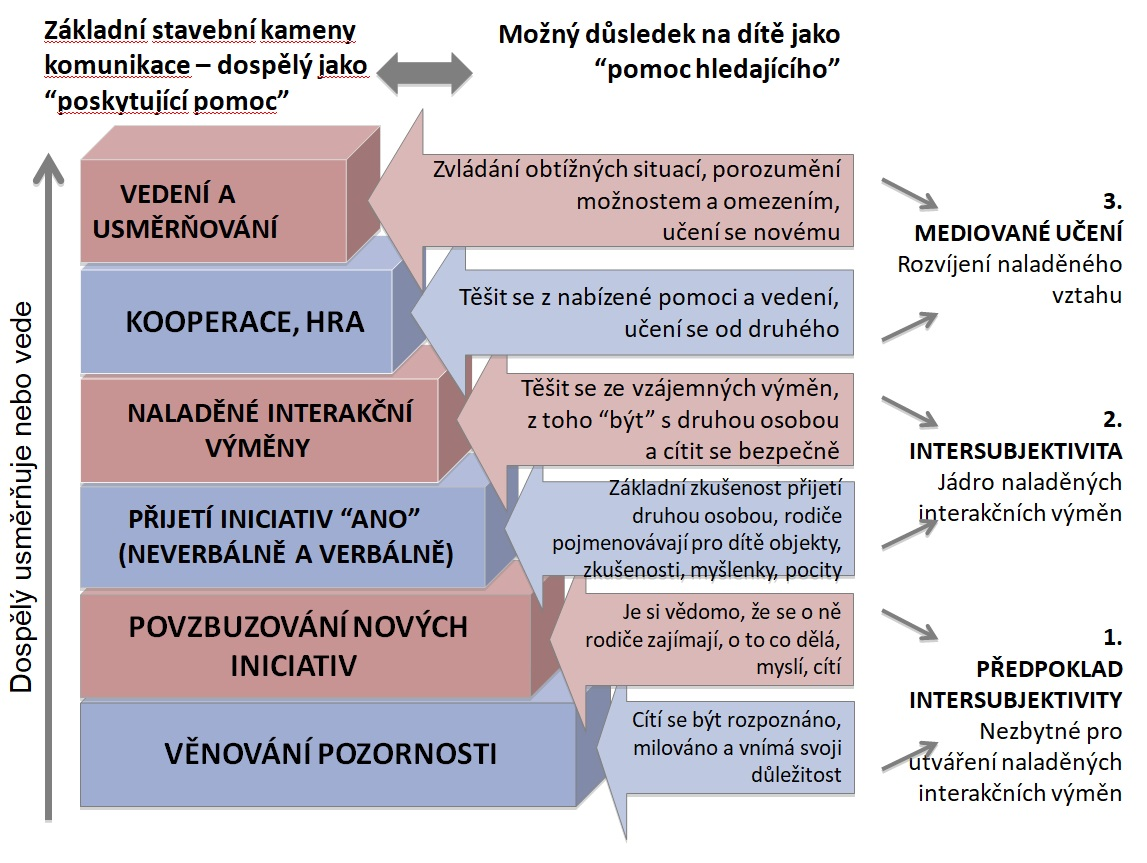 Základní stavební kameny
komunikace – dospělý jako
“poskytující pomoc”
Možný důsledek na dítě jako
“pomoc hledajícího”
Dospělý usměrňuje nebo vede
VEDENÍ A
USMĚRŇOVÁNÍ
Zvládání obtížných situací, porozumění
možnostem a omezením,
učení se novému
KOOPERACE, HRA
Těšit se z nabízené pomoci a vedení,
učení se od druhého
3.
MEDIOVANÉ UČENÍ
Rozvíjení naladěného
vztahu
NALADĚNÉ INTERAKČNÍ
VÝMĚNY
Těšit se ze vzájemných výměn,
z toho “být” s druhou osobou
a cítit se bezpečně
PŘIJETÍ INICIATIV “ANO”
(NEVERBÁLNĚ A VERBÁLNĚ)
Základní zkušenost přijetí
druhou osobou, rodiče
pojmenovávají pro dítě objekty,
zkušenosti, myšlenky, pocity
2.
INTERSUBJEKTIVITA
Jádro naladěných
interakčních výměn
POVZBUZOVÁNÍ NOVÝCH
INICIATIV
Je si vědomo, že se o ně
rodiče zajímají, o to co dělá,
myslí, cítí
VĚNOVÁNÍ POZORNOSTI
Cítí se být rozpoznáno,
milováno a vnímá svoji
důležitost
1.
PŘEDPOKLAD
INTERSUBJEKTIVITY
Nezbytné pro
utváření naladěných
interakčních výměn